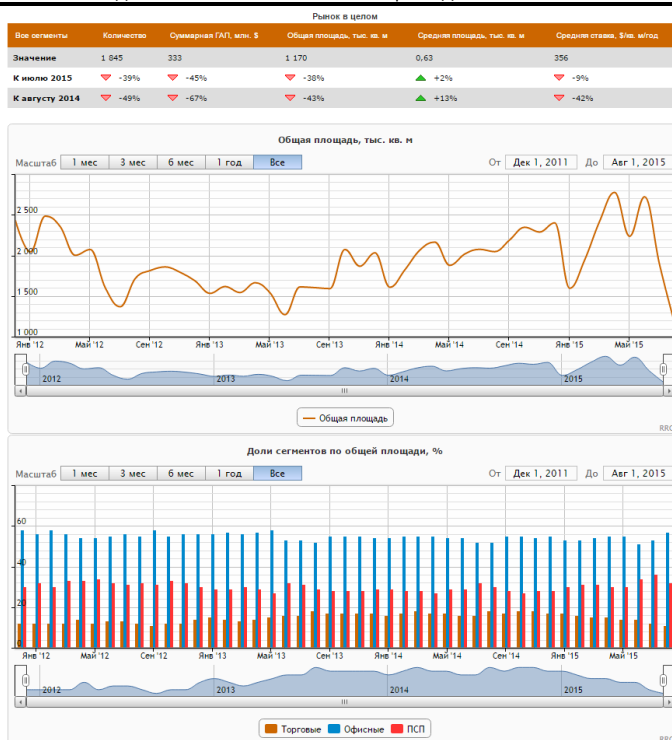 Рынок в целом
Все сегменты Количество Суммарная ГАП, млн. $ Общая площадь, тыс. кв. м Средняя площадь, тыс. кв. м Средняя ставка, $/кв. м/год
Значение 1 845 333 1 170 0,63 356
К июлю 2015 -39% -45% -38% +2% -9%
К августу 2014 -49% -67% -43% +13% -42%
Общая площадь, тыс. кв. м
Масштаб 1 мес 3 мес 6 мес 1 год Все От Дек 1, 2011 До Авг 1, 2015
2 500
2 000
1 500
1 000
Янв '12 Май '12 Сен '12 Янв '13 Май '13 Сен '13 Янв '14 Май '14 Сен '14 Янв '15 Май '15
2012 2013 2014 2015
Общая площадь
RRG
Доли сегментов по общей площади, %
Масштаб 1 мес 3 мес 6 мес 1 год Все От Дек 1, 2011 До Авг 1, 2015
60
40
20
0
Янв '12 Май '12 Сен '12 Янв '13 Май '13 Сен '13 Янв '14 Май '14 Сен '14 Янв '15 Май '15
2012 2013 2014 2015
Торговые Офисные ПСП
RRG